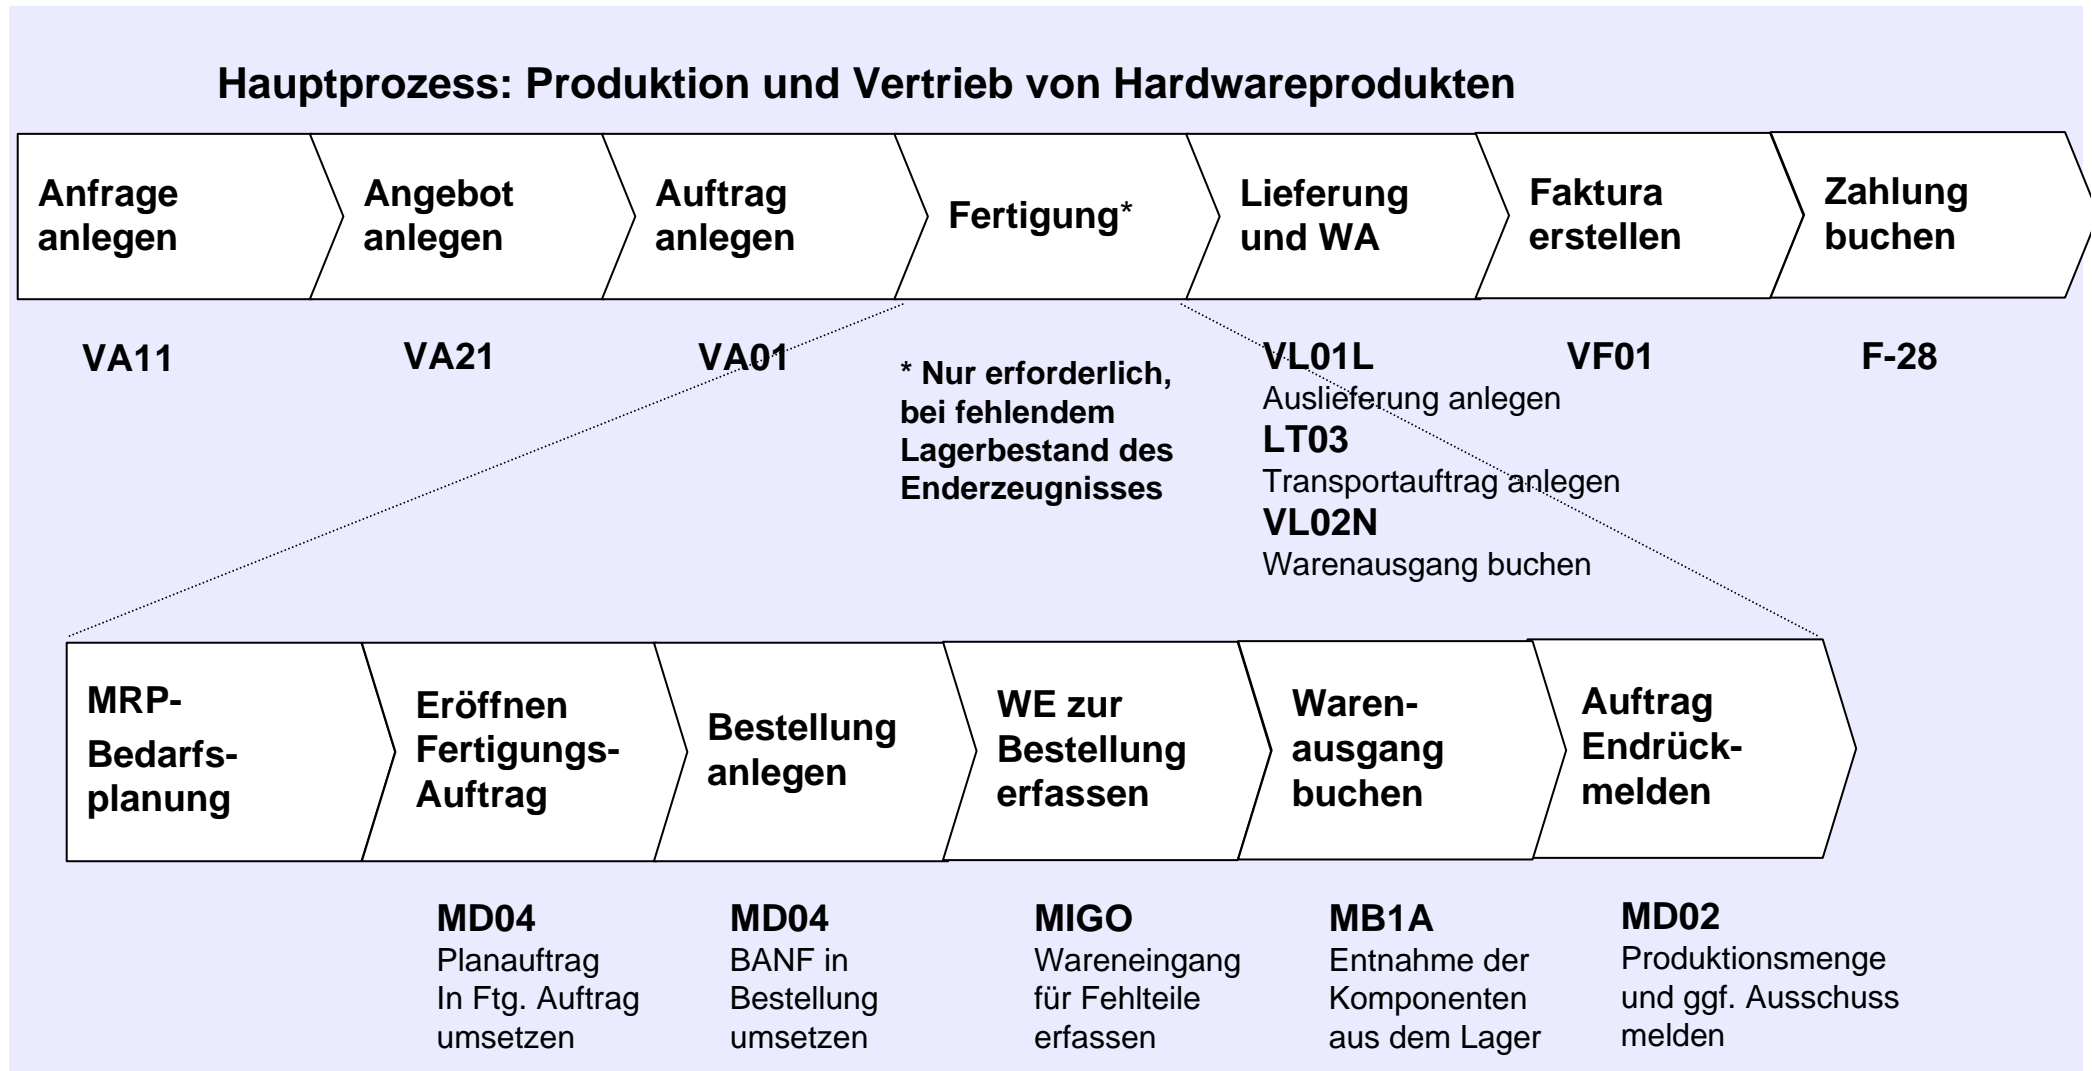 Hauptprozess: Produktion und Vertrieb von Hardwareprodukten
Anfrage
anlegen
Angebot
anlegen
Auftrag
anlegen
Fertigung*
Lieferung
und WA
Faktura
erstellen
Zahlung
buchen
VA11
VA21
VA01
* Nur erforderlich,
bei fehlendem
Lagerbestand des
Enderzeugnisses
VL01L
Auslieferung anlegen
LT03
Transportauftrag anlegen
VL02N
Warenausgang buchen
VF01
F-28
MRP-
Bedarfs-
planung
Eröffnen
Fertigungs-
Auftrag
Bestellung
anlegen
WE zur
Bestellung
erfassen
Waren-
ausgang
buchen
Auftrag
Endrück-
melden
MD04
Planauftrag
In Ftg. Auftrag
umsetzen
MD04
BANF in
Bestellung
umsetzen
MIGO
Wareneingang
für Fehlteile
erfassen
MB1A
Entnahme der
Komponenten
aus dem Lager
MD02
Produktionsmenge
und ggf. Ausschuss
melden